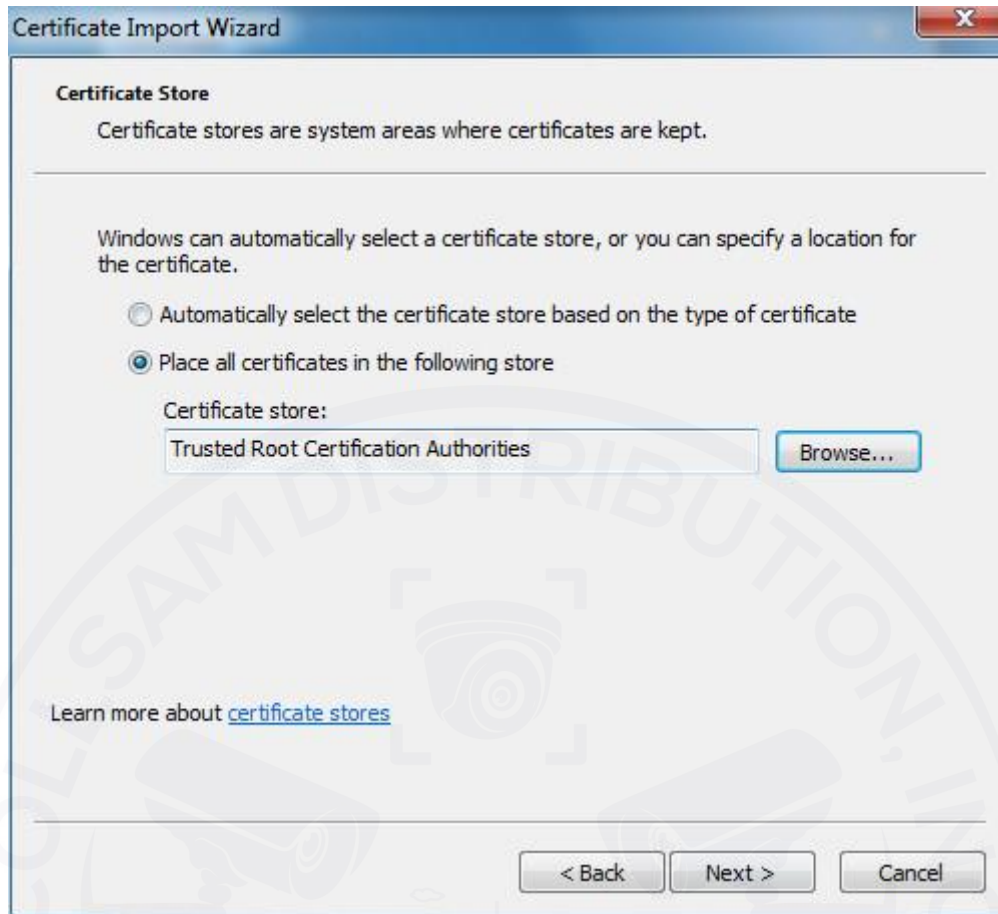 Certificate Import Wizard
X
Certificate Store
Certificate stores are system areas where certificates are kept.
Windows can automatically select a certificate store, or you can specify a location for
the certificate.
Automatically select the certificate store based on the type of certificate
Place all certificates in the following store
Certificate store:
Trusted Root Certification Authorities
Browse...
SAM DISTRIBUTION,
Learn more about certificate stores
< Back
Next >
Cancel